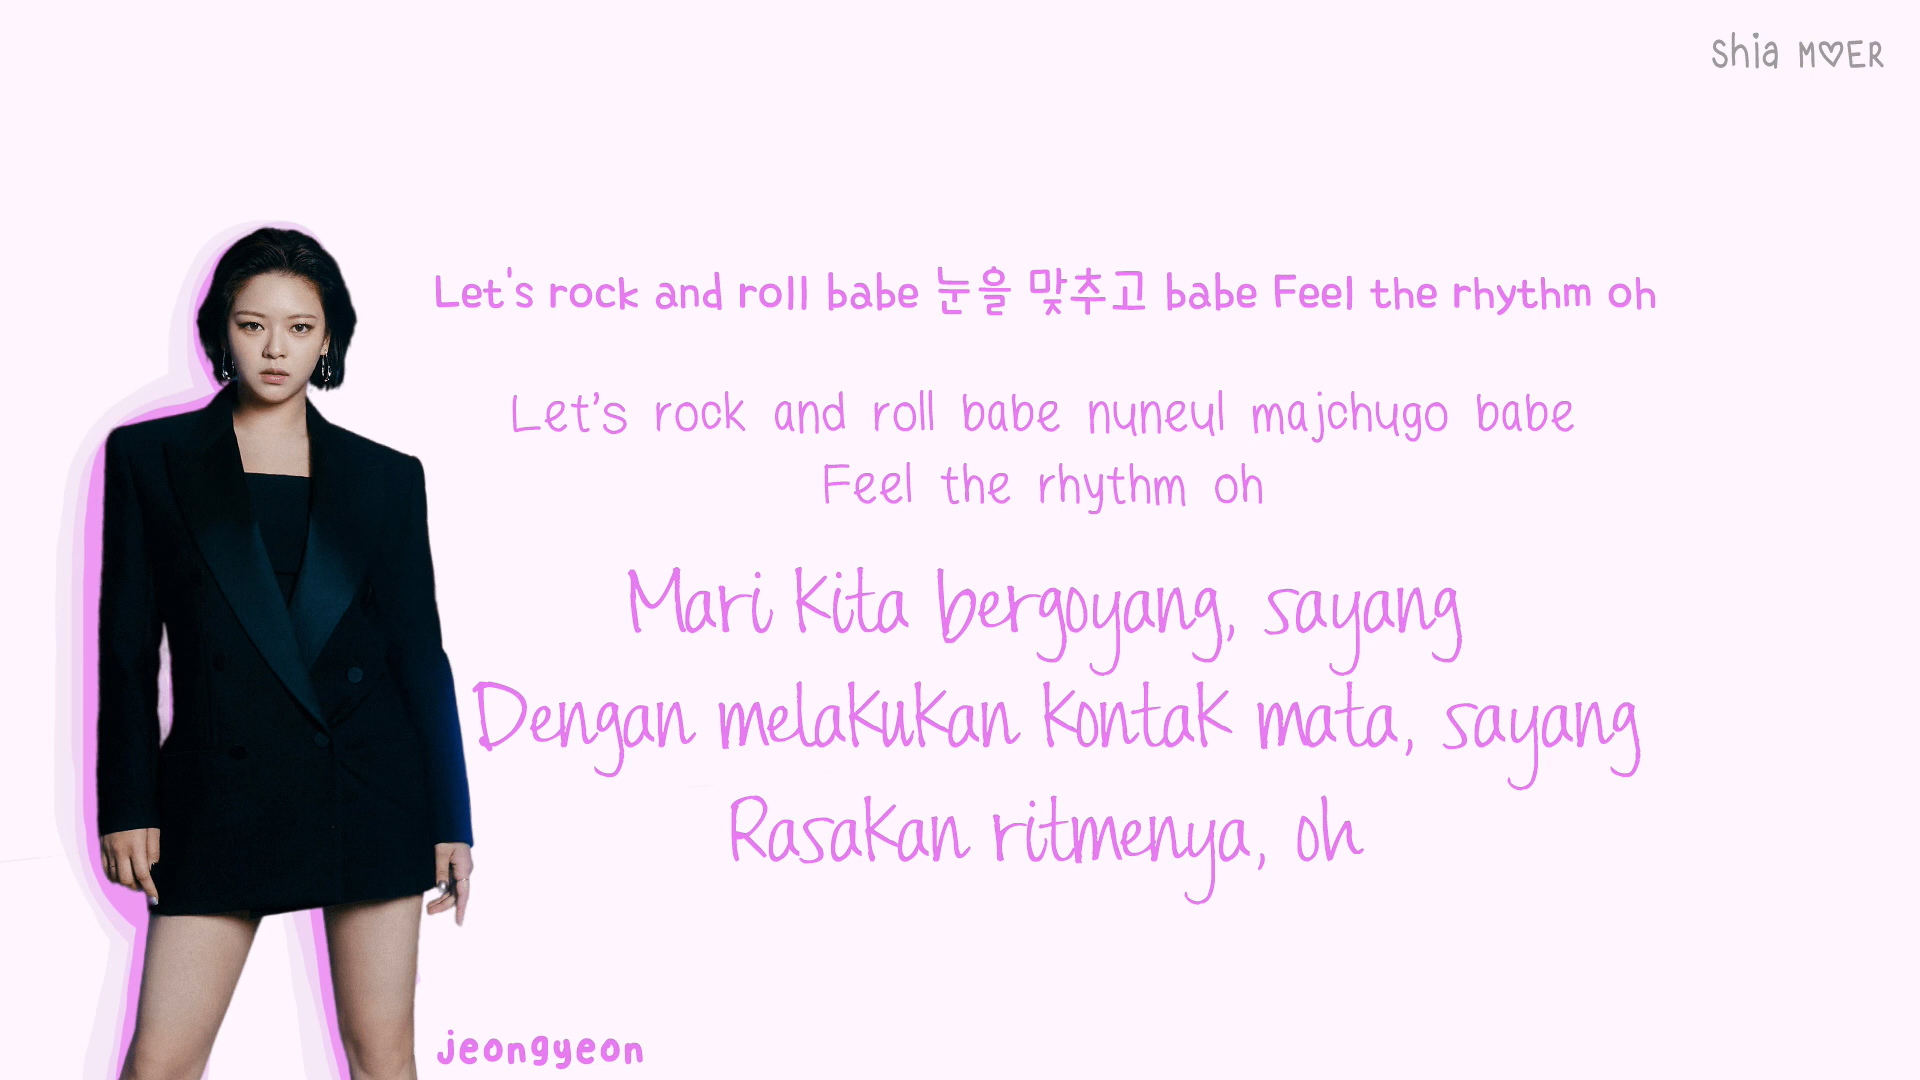 Shia M♡ER
Let's rock and roll babe 눈을 맞추고 babe Feel the rhythm oh
Let's rock and roll babe nuneul majchugo babe
Feel the rhythm oh
Mari kita bergoyang, sayang
Dengan melakukan kontak mata, sayang
Rasakan ritmenya, oh
jeongyeon